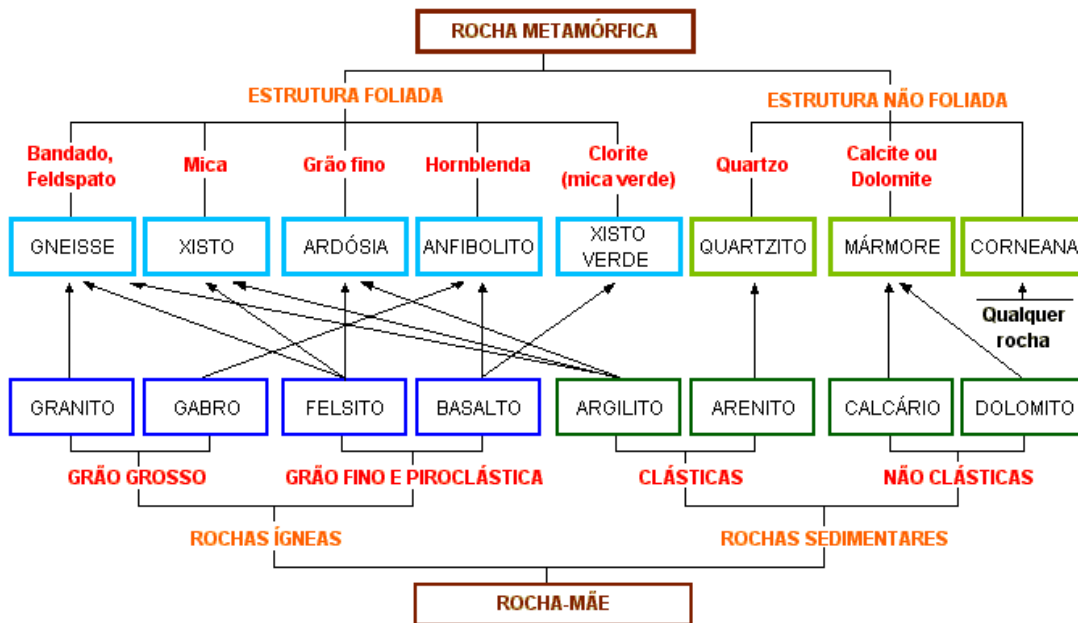 ROCHA METAMÓRFICA
ESTRUTURA FOLIADA
ESTRUTURA NÃO FOLIADA
Bandado,
Feldspato
Mica
Grão fino
Hornblenda
Clorite
(mica verde)
Quartzo
Calcite ou
Dolomite
GNEISSE
XISTO
ARDÓSIA
ANFIBOLITO
XISTO
VERDE
QUARTZITO
MÁRMORE
CORNEANA
Qualquer
rocha
GRANITO
GABRO
FELSITO
BASALTO
ARGILITO
ARENITO
CALCÁRIO
DOLOMITO
GRÃO GROSSO
GRÃO FINO E PIROCLÁSTICA
CLÁSTICAS
NÃO CLÁSTICAS
ROCHAS ÍGNEAS
ROCHAS SEDIMENTARES
ROCHA-MÃE